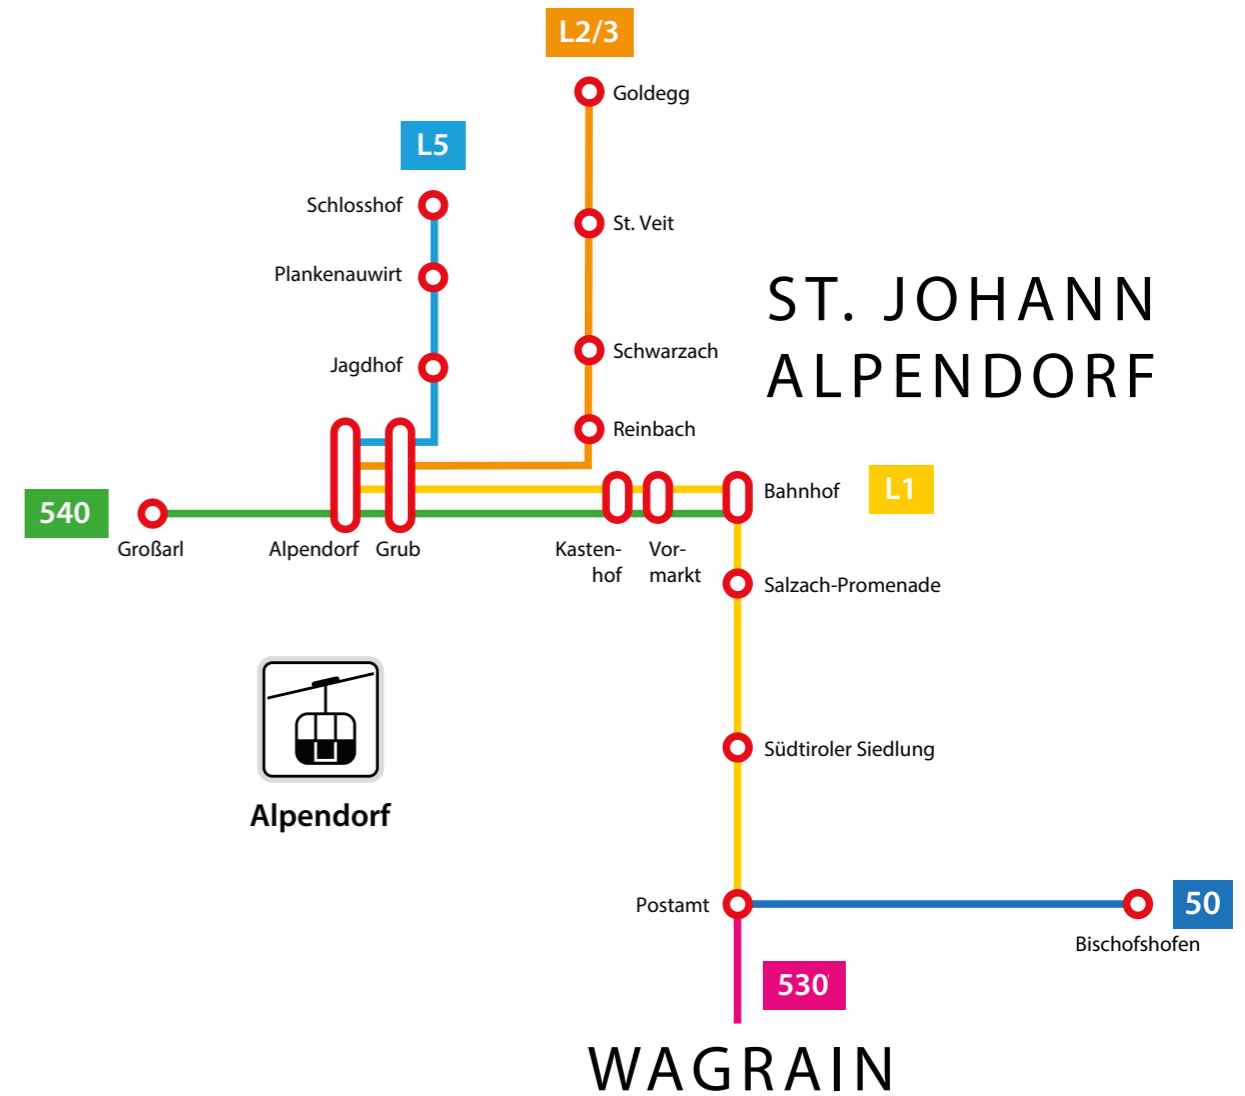 L2/3
Goldegg
L5
Schlosshof
St. Veit
Plankenauwirt
ST. JOHANN
ALPENDORF
Schwarzach
Jagdhof
Reinbach
Bahnhof
L1
540
Großarl
Alpendorf
Grub
Kasten-
hof
Vor-
markt
Salzach-Promenade
Südtiroler Siedlung
Alpendorf
Postamt
50
Bischofshofen
530
WAGRAIN